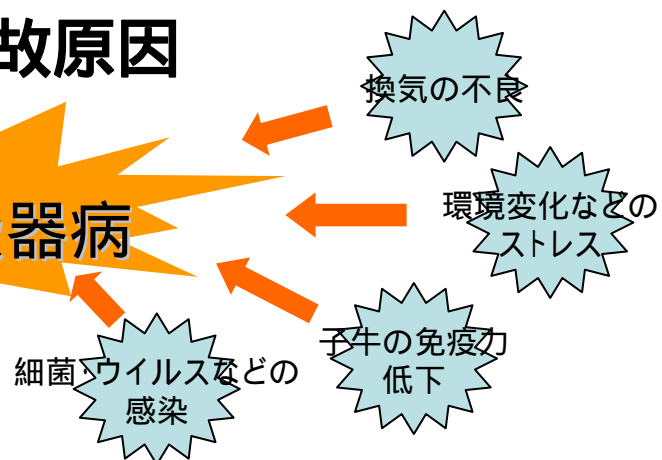 故原因
換気の不良
環境変化などの
ストレス
器病
子牛の免疫力
低下
細菌・ウイルスなどの
感染